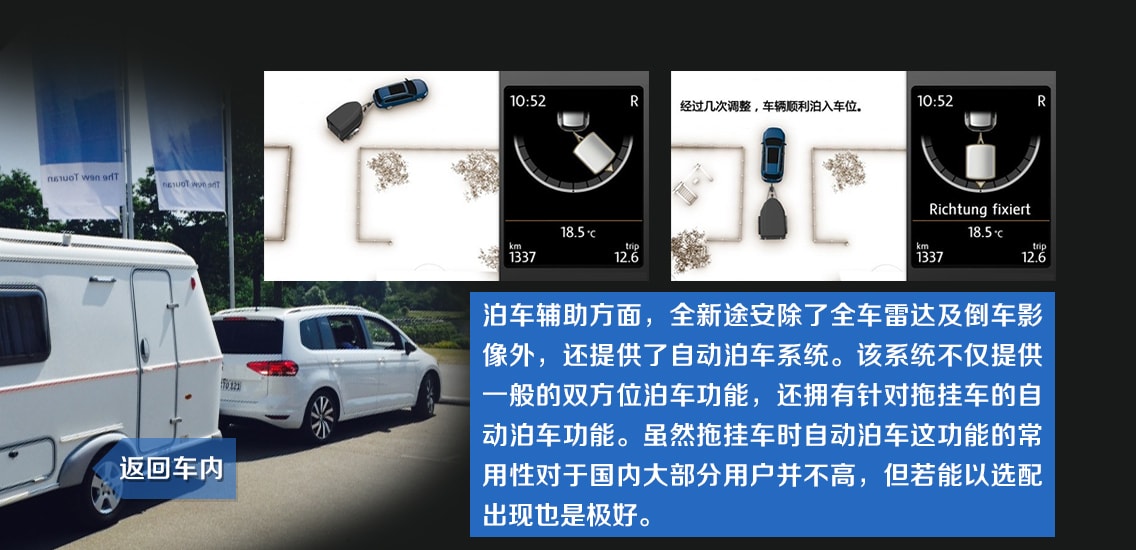 The new Touran
The new Touran
10:52 R
18.5 °C
km trip
1337 12.6
经过几次调整，车辆顺利泊入车位。
10:52 R
Richtung fixiert
18.5 °C
km trip
1337 12.6
泊车辅助方面，全新途安除了全车雷达及倒车影
像外，还提供了自动泊车系统。该系统不仅提供
一般的双方位泊车功能，还拥有针对拖挂车的自
动泊车功能。虽然拖挂车时自动泊车这功能的常
用性对于国内大部分用户并不高，但若能以选配
出现也是极好。
返回车内